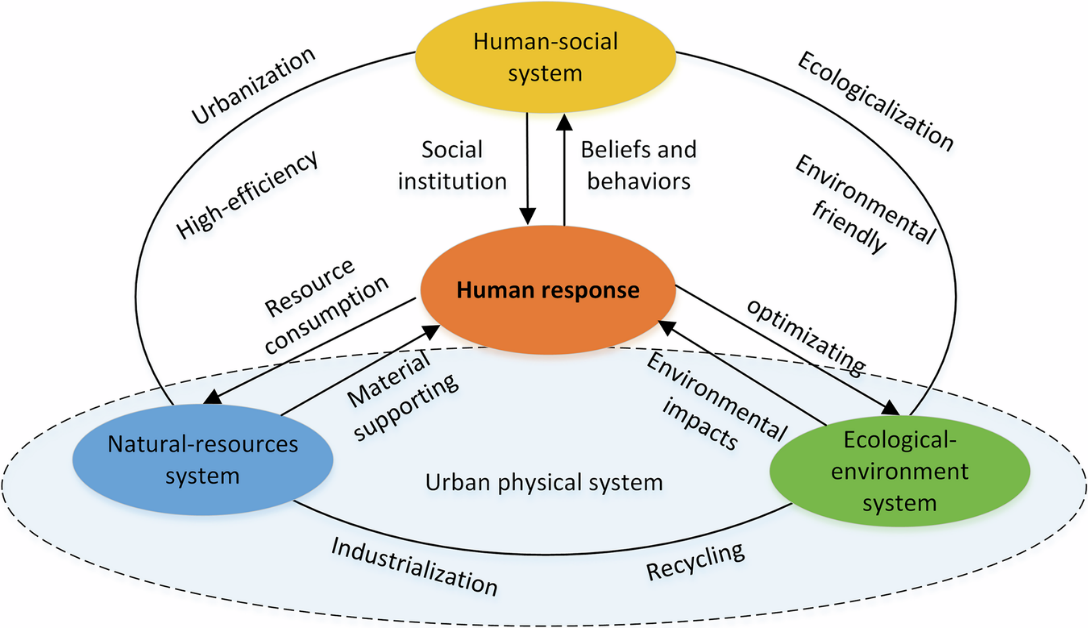 Human-social
system
Urbanization
Ecologicalization
Social
institution
Beliefs and
behaviors
High-efficiency
Environmental
friendly
Human response
Resource
consumption
optimizating
Material
supporting
Environmental
impacts
Natural-resources
system
Urban physical system
Ecological-
environment
system
Industrialization
Recycling